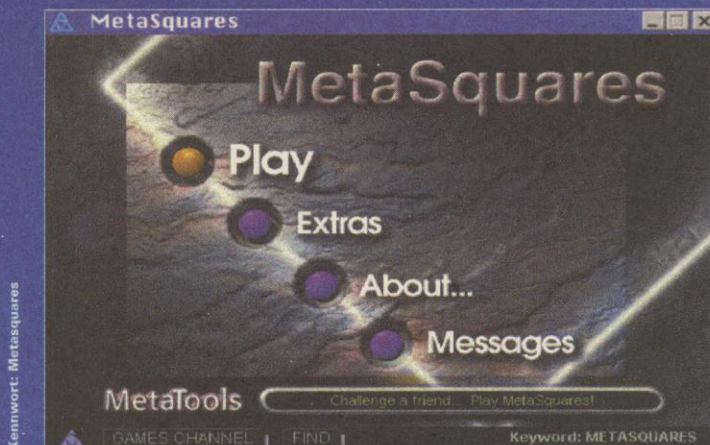 MetaSquares
MetaSquares
Play
Extras
About...
Messages
MetaTools
Challenge a friend... Play MetaSquares!
GAMES CHANNEL | FIND |
Keyword: METASQUARES
Kennwort: Metasquares